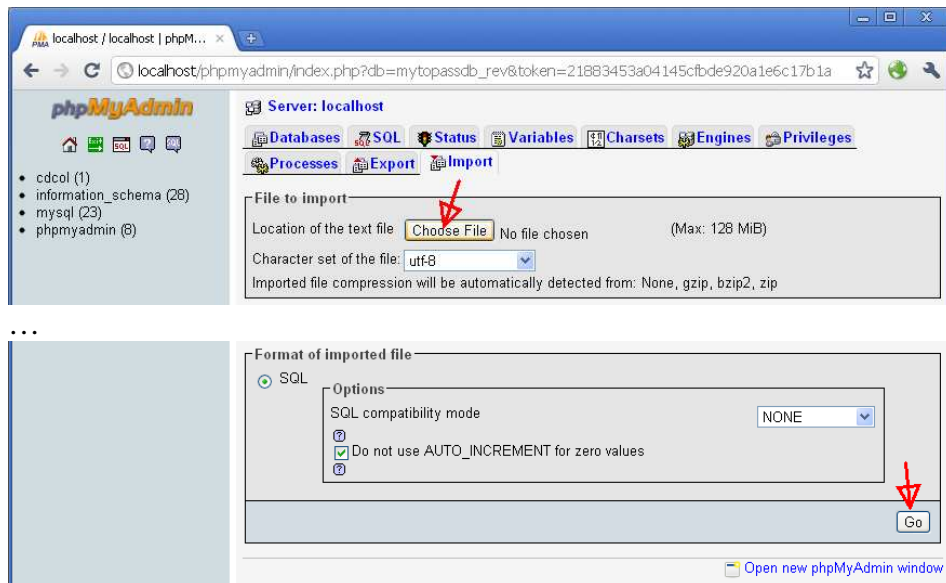 localhost / localhost | phpM...
localhost/phpmyadmin/index.php?db=mytopassdb_rev&token=21883453a04145cfbde920a1e6c17b1a
phpMyAdmin
cdcol (1)
information_schema (28)
mysql (23)
phpmyadmin (8)
Server: localhost
Databases SQL Status Variables Charsets Engines Privileges
Processes Export Import
File to import
Location of the text file Choose File No file chosen (Max: 128 MiB)
Character set of the file: utf-8
Imported file compression will be automatically detected from: None, gzip, bzip2, zip
...
Format of imported file
SQL
Options
SQL compatibility mode NONE
Do not use AUTO_INCREMENT for zero values
Go
Open new phpMyAdmin window